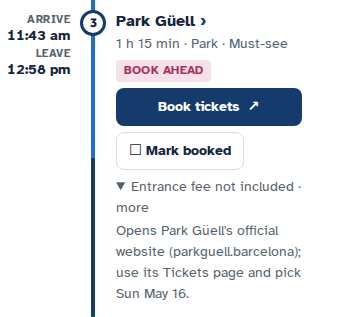 ARRIVE
11:43 am
LEAVE
12:58 pm
3
Park Güell ›
1 h 15 min · Park · Must-see
BOOK AHEAD
Book tickets ↗
☐ Mark booked
▼ Entrance fee not included ·
more
Opens Park Güell's official
website (parkguell.barcelona);
use its Tickets page and pick
Sun May 16.